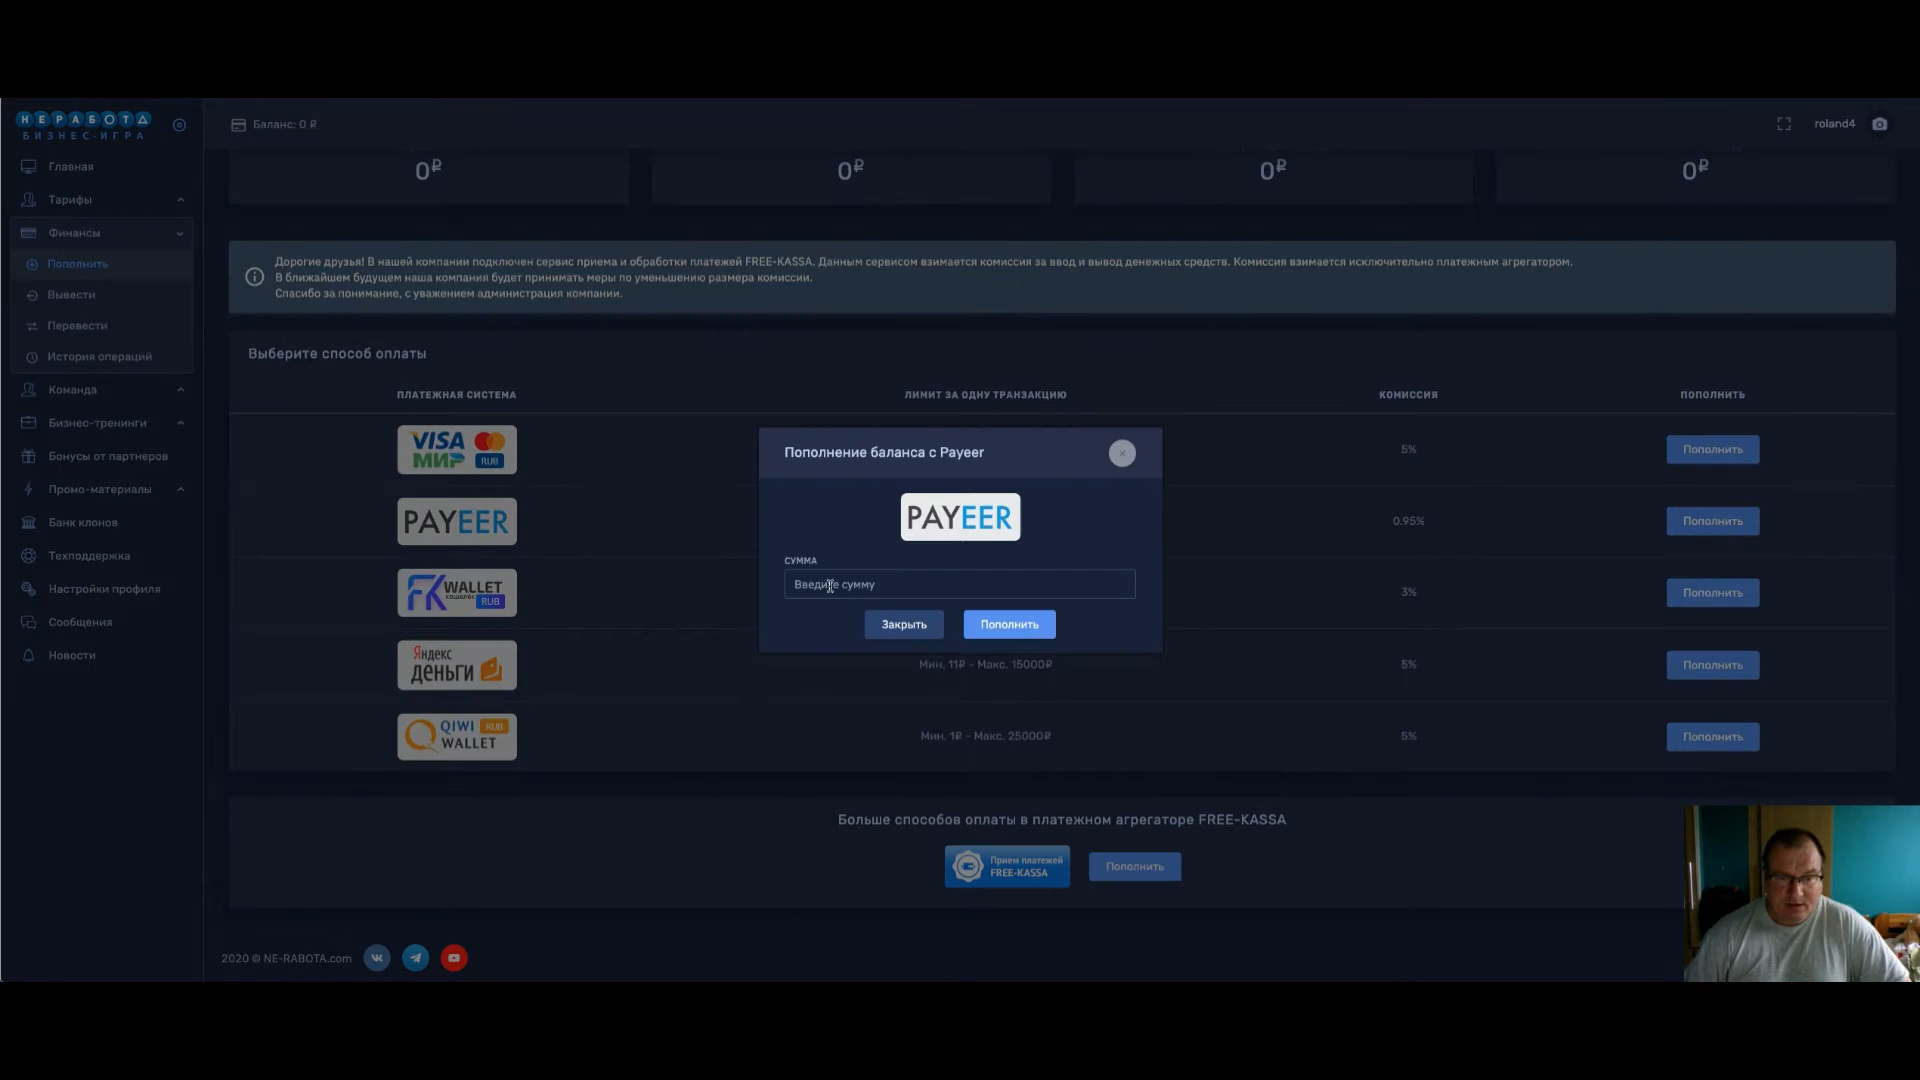 НЕРАБОТА
БИЗНЕС-ИГРА
Баланс: 0 ₽
roland4
Главная
Тарифы
Финансы
Пополнить
Вывести
Перевести
История операций
Команда
Бизнес-тренинги
Бонусы от партнеров
Промо-материалы
Банк клонов
Техподдержка
Настройки профиля
Сообщения
Новости
0₽
0₽
0₽
0₽
Дорогие друзья! В нашей компании подключен сервис приема и обработки платежей FREE-KASSA. Данным сервисом взимается комиссия за ввод и вывод денежных средств. Комиссия взимается исключительно платежным агрегатором.
В ближайшем будущем наша компания будет принимать меры по уменьшению размера комиссии.
Спасибо за понимание, с уважением администрация компании.
Выберите способ оплаты
ПЛАТЕЖНАЯ СИСТЕМА
ЛИМИТ ЗА ОДНУ ТРАНЗАКЦИЮ
КОМИССИЯ
ПОПОЛНИТЬ
VISA
МИР RUB
5%
Пополнить
PAYEER
0.95%
Пополнить
FK WALLET
кошелек RUB
3%
Пополнить
Яндекс
деньги
Мин. 11₽ - Макс. 15000₽
5%
Пополнить
QIWI RUB
WALLET
Мин. 1₽ - Макс. 25000₽
5%
Пополнить
Пополнение баланса с Payeer
×
PAYEER
СУММА
Введите сумму
Закрыть
Пополнить
Больше способов оплаты в платежном агрегаторе FREE-KASSA
Прием платежей
FREE-KASSA
Пополнить
2020 © NE-RABOTA.com